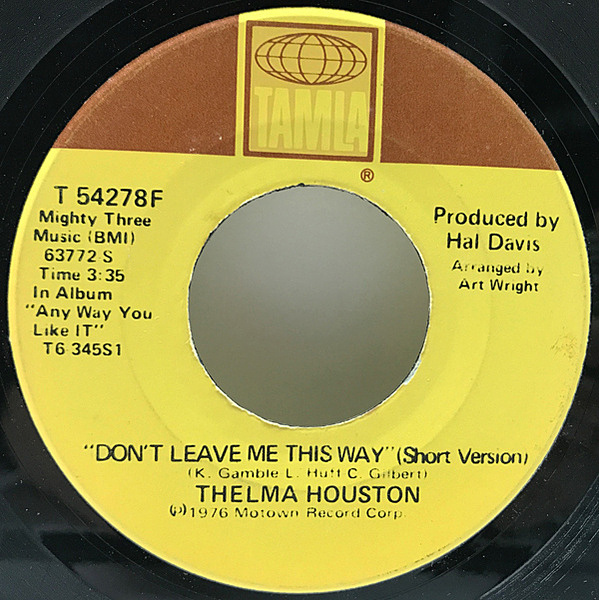 TAMLA
®
T 54278F
Mighty Three
Music (BMI)
63772 S
Time 3:35
In Album
"Any Way You
Like IT"
T6-345S1
Produced by
Hal Davis
Arranged by
Art Wright
"DON'T LEAVE ME THIS WAY" (Short Version)
(K. Gamble L. Huff C. Gilbert)
THELMA HOUSTON
℗1976 Motown Record Corp.